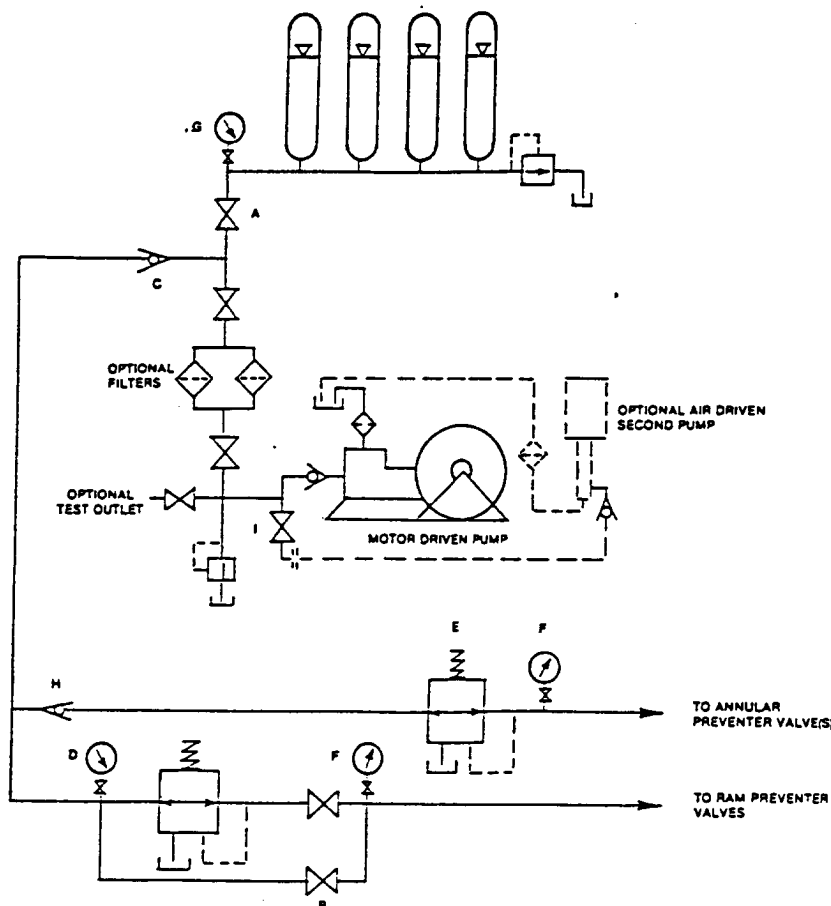 . G
A
C
OPTIONAL
FILTERS
OPTIONAL AIR DRIVEN
SECOND PUMP
OPTIONAL
TEST OUTLET
I
MOTOR DRIVEN PUMP
E
F
H
TO ANNULAR
PREVENTER VALVE(S)
D
F
TO RAM PREVENTER
VALVES